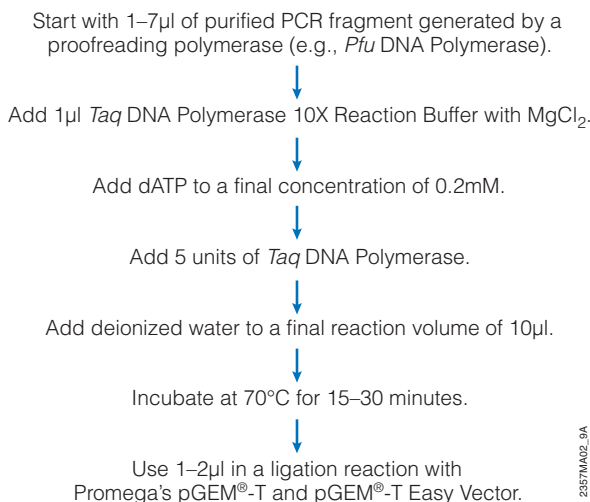 Start with 1–7µl of purified PCR fragment generated by a
proofreading polymerase (e.g., Pfu DNA Polymerase).
Add 1µl Taq DNA Polymerase 10X Reaction Buffer with MgCl₂.
Add dATP to a final concentration of 0.2mM.
Add 5 units of Taq DNA Polymerase.
Add deionized water to a final reaction volume of 10µl.
Incubate at 70°C for 15–30 minutes.
Use 1–2µl in a ligation reaction with
Promega's pGEM®-T and pGEM®-T Easy Vector.
2357MA02_9A